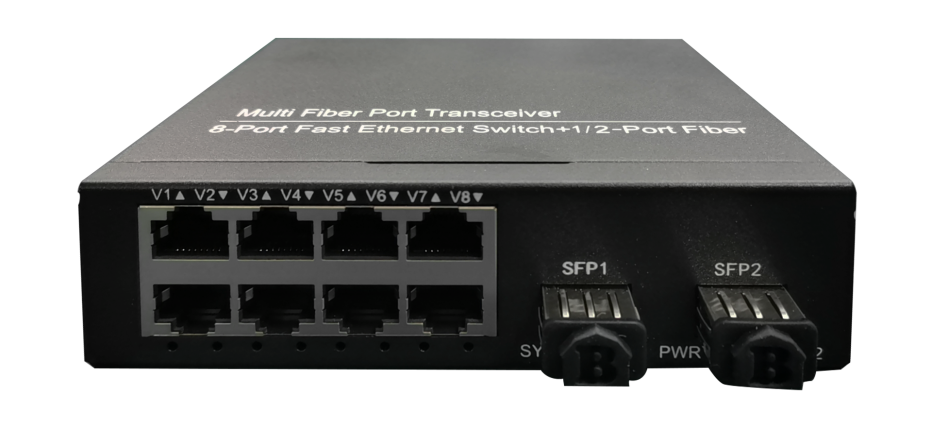 Multi Fiber Port Transceiver
8-Port Fast Ethernet Switch+1/2-Port Fiber
V1▲ V2▼ V3▲ V4▼ V5▲ V6▼ V7▲ V8▼
SFP1 SFP2
PWR